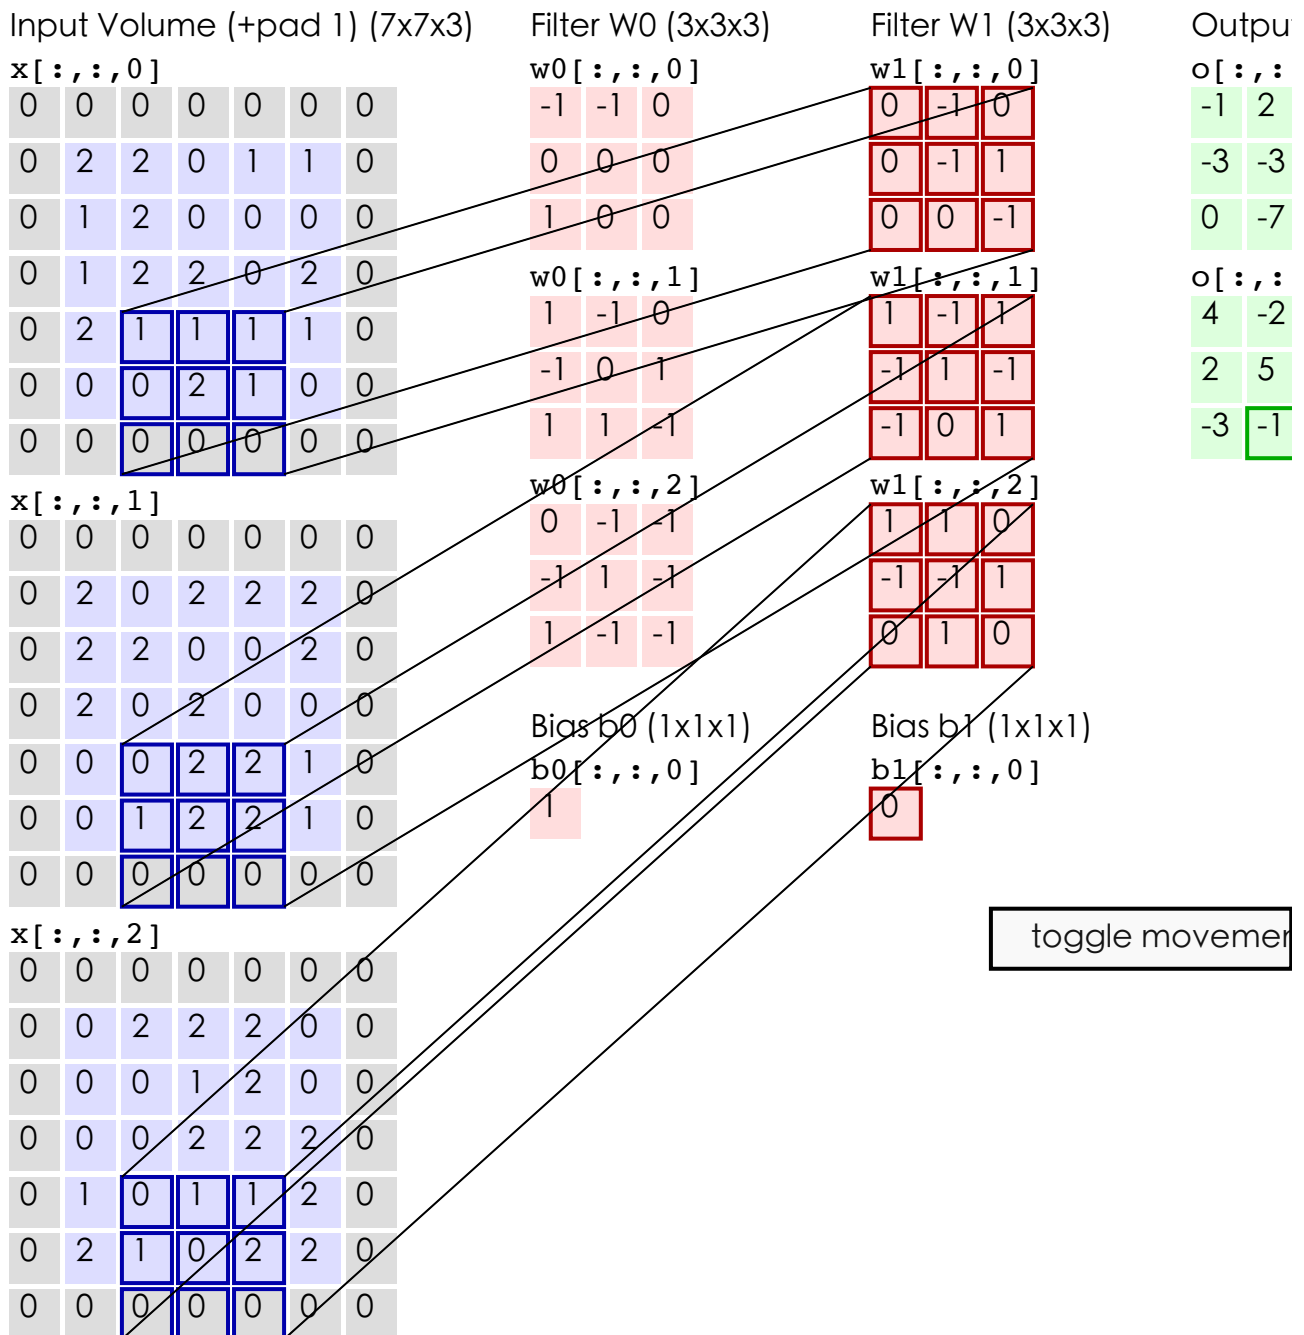 Input Volume (+pad 1) (7x7x3)
x[:,:,0]
0 0 0 0 0 0 0
0 2 2 0 1 1 0
0 1 2 0 0 0 0
0 1 2 2 0 2 0
0 2 1 1 1 1 0
0 0 0 2 1 0 0
0 0 0 0 0 0 0
x[:,:,1]
0 0 0 0 0 0 0
0 2 0 2 2 2 0
0 2 2 0 0 2 0
0 2 0 2 0 0 0
0 0 0 2 2 1 0
0 0 1 2 2 1 0
0 0 0 0 0 0 0
x[:,:,2]
0 0 0 0 0 0 0
0 0 2 2 2 0 0
0 0 0 1 2 0 0
0 0 0 2 2 2 0
0 1 0 1 1 2 0
0 2 1 0 2 2 0
0 0 0 0 0 0 0
Filter W0 (3x3x3)
w0[:,:,0]
-1 -1 0
0 0 0
1 0 0
w0[:,:,1]
1 -1 0
-1 0 1
1 1 -1
w0[:,:,2]
0 -1 -1
-1 1 -1
1 -1 -1
Bias b0 (1x1x1)
b0[:,:,0]
1
Filter W1 (3x3x3)
w1[:,:,0]
0 -1 0
0 -1 1
0 0 -1
w1[:,:,1]
1 -1 1
-1 1 -1
-1 0 1
w1[:,:,2]
1 1 0
-1 -1 1
0 1 0
Bias b1 (1x1x1)
b1[:,:,0]
0
Outpu
o[:,:
-1 2
-3 -3
0 -7
o[:,:
4 -2
2 5
-3 -1
toggle movemen